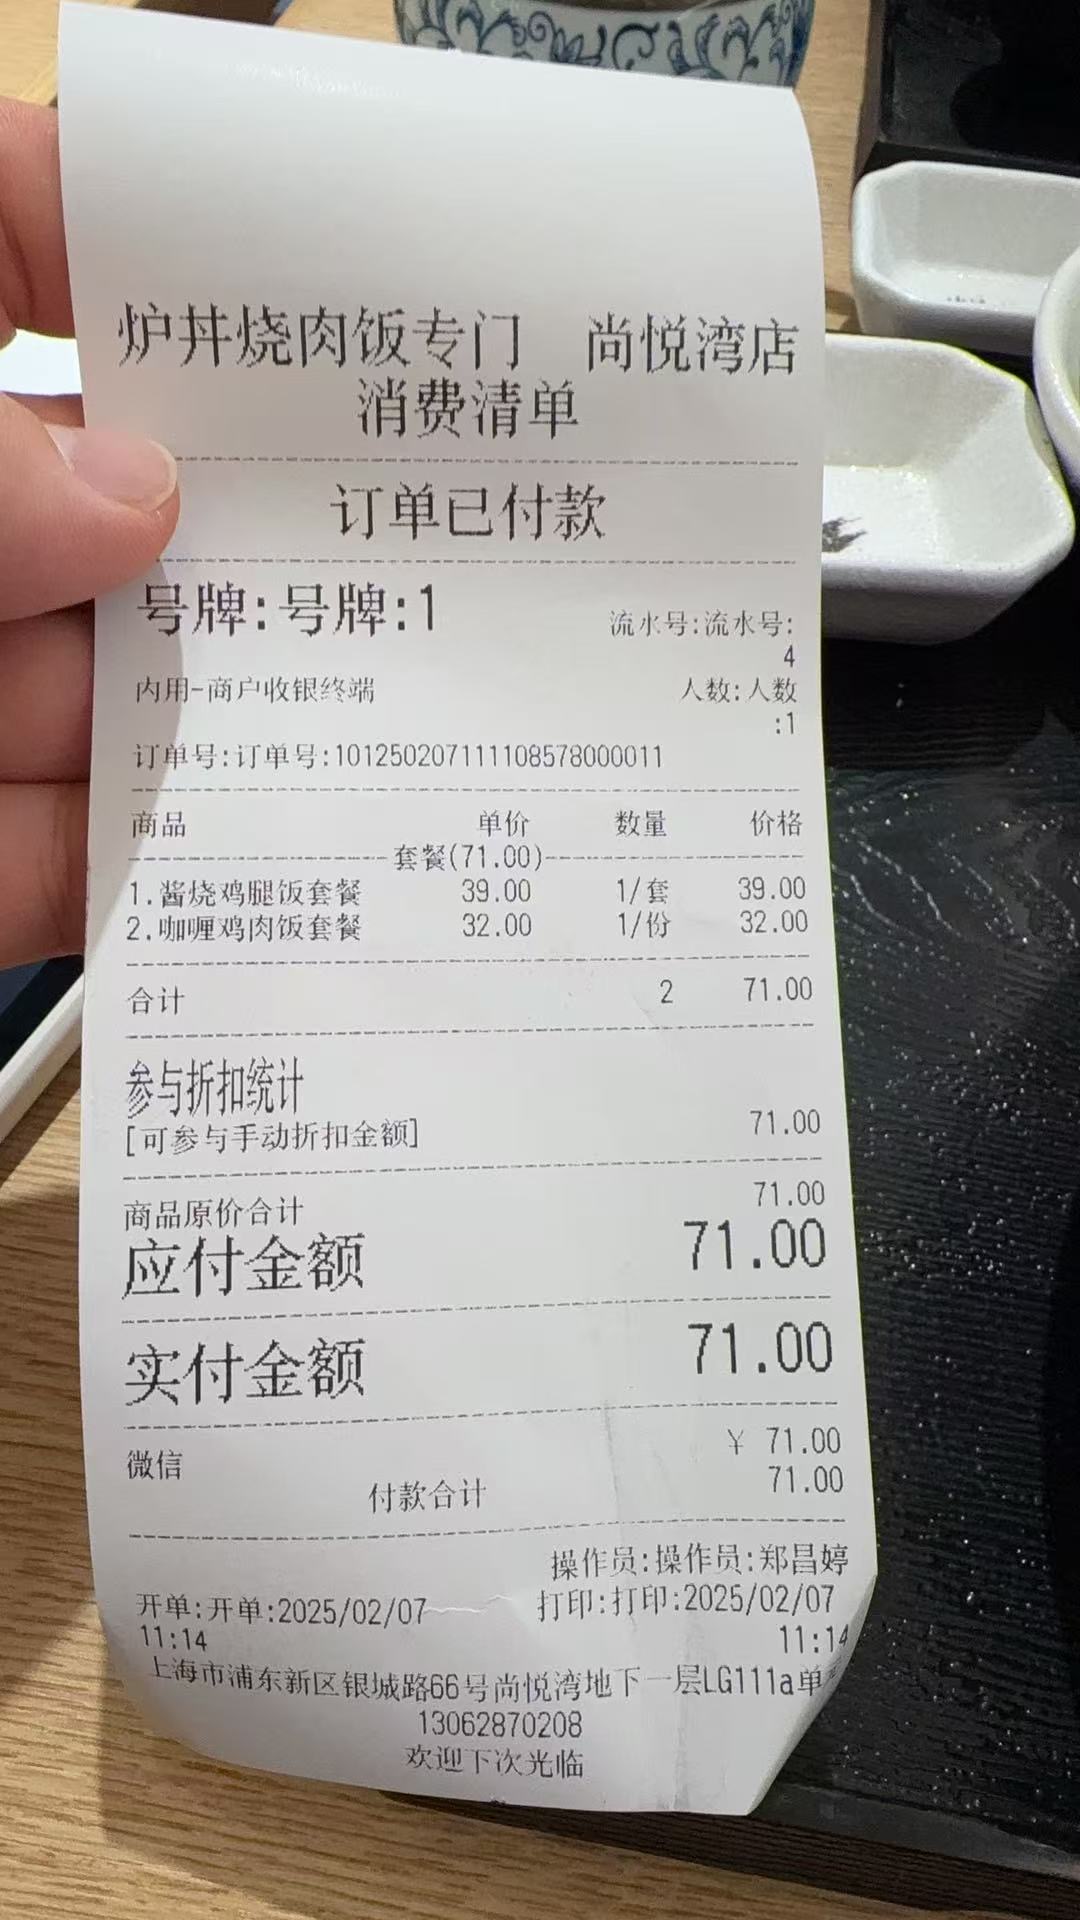 炉丼烧肉饭专门 尚悦湾店
消费清单
订单已付款
号牌:号牌:1
流水号:流水号:
4
内用-商户收银终端 人数:人数
:1
订单号:订单号:1012502071111108578000011
商品 单价 数量 价格
套餐(71.00)
1.酱烧鸡腿饭套餐 39.00 1/套 39.00
2.咖喱鸡肉饭套餐 32.00 1/份 32.00
合计 2 71.00
参与折扣统计
[可参与手动折扣金额] 71.00
商品原价合计 71.00
应付金额 71.00
实付金额 71.00
微信 ¥ 71.00
付款合计 71.00
操作员:操作员:郑昌婷
开单:开单:2025/02/07 打印:打印:2025/02/07
11:14 11:14
上海市浦东新区银城路66号尚悦湾地下一层LG111a单元
13062870208
欢迎下次光临